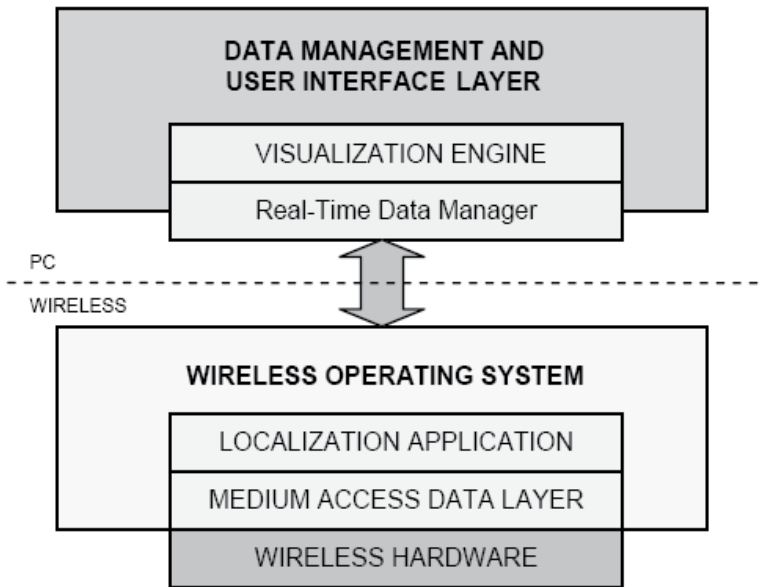 DATA MANAGEMENT AND
USER INTERFACE LAYER
VISUALIZATION ENGINE
Real-Time Data Manager
PC
WIRELESS
WIRELESS OPERATING SYSTEM
LOCALIZATION APPLICATION
MEDIUM ACCESS DATA LAYER
WIRELESS HARDWARE